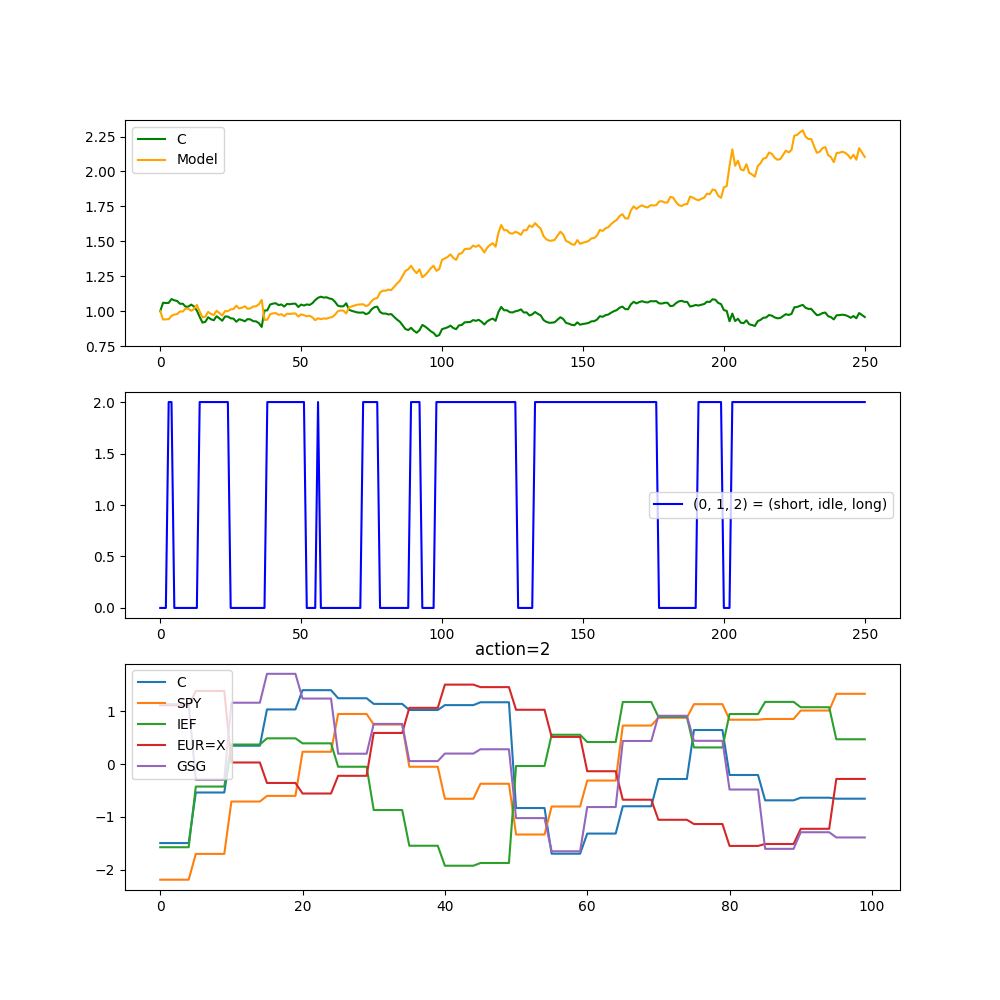 C
Model
2.25
2.00
1.75
1.50
1.25
1.00
0.75
0 50 100 150 200 250
2.0
1.5
1.0
0.5
0.0
(0, 1, 2) = (short, idle, long)
0 50 100 150 200 250
action=2
C
SPY
IEF
EUR=X
GSG
1
0
−1
−2
0 20 40 60 80 100